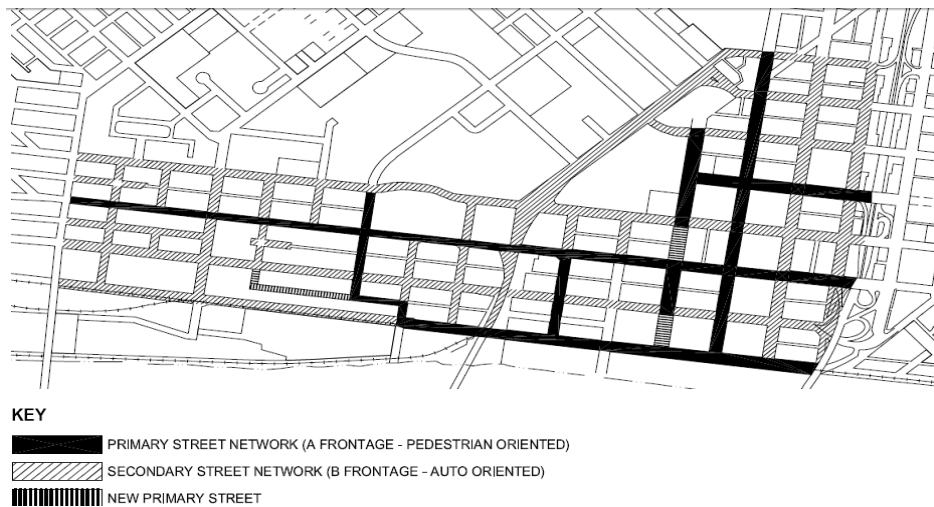 KEY
PRIMARY STREET NETWORK (A FRONTAGE - PEDESTRIAN ORIENTED)
SECONDARY STREET NETWORK (B FRONTAGE - AUTO ORIENTED)
NEW PRIMARY STREET